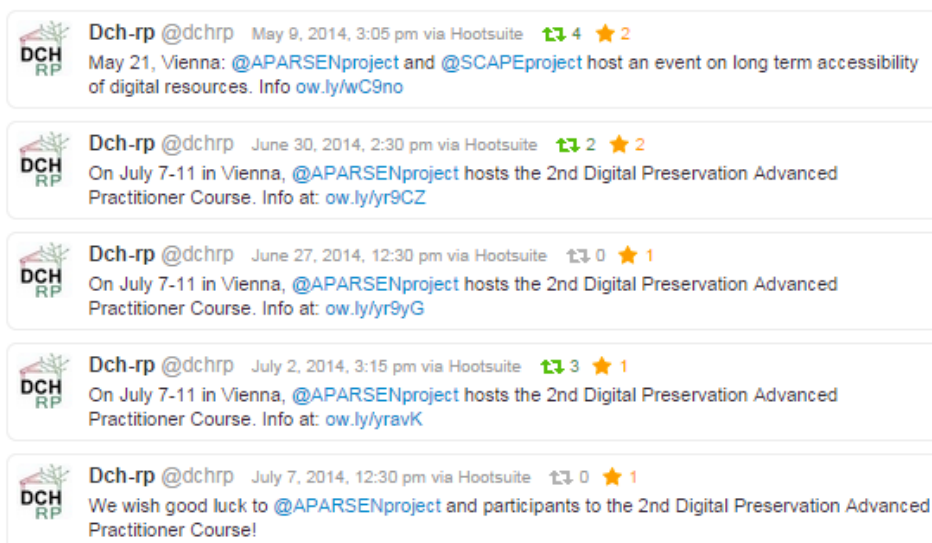 DCH
RP
Dch-rp @dchrp May 9, 2014, 3:05 pm via Hootsuite 4 2
May 21, Vienna: @APARSENproject and @SCAPEproject host an event on long term accessibility
of digital resources. Info ow.ly/wC9no
DCH
RP
Dch-rp @dchrp June 30, 2014, 2:30 pm via Hootsuite 2 2
On July 7-11 in Vienna, @APARSENproject hosts the 2nd Digital Preservation Advanced
Practitioner Course. Info at: ow.ly/yr9CZ
DCH
RP
Dch-rp @dchrp June 27, 2014, 12:30 pm via Hootsuite 0 1
On July 7-11 in Vienna, @APARSENproject hosts the 2nd Digital Preservation Advanced
Practitioner Course. Info at: ow.ly/yr9yG
DCH
RP
Dch-rp @dchrp July 2, 2014, 3:15 pm via Hootsuite 3 1
On July 7-11 in Vienna, @APARSENproject hosts the 2nd Digital Preservation Advanced
Practitioner Course. Info at: ow.ly/yravK
DCH
RP
Dch-rp @dchrp July 7, 2014, 12:30 pm via Hootsuite 0 1
We wish good luck to @APARSENproject and participants to the 2nd Digital Preservation Advanced
Practitioner Course!